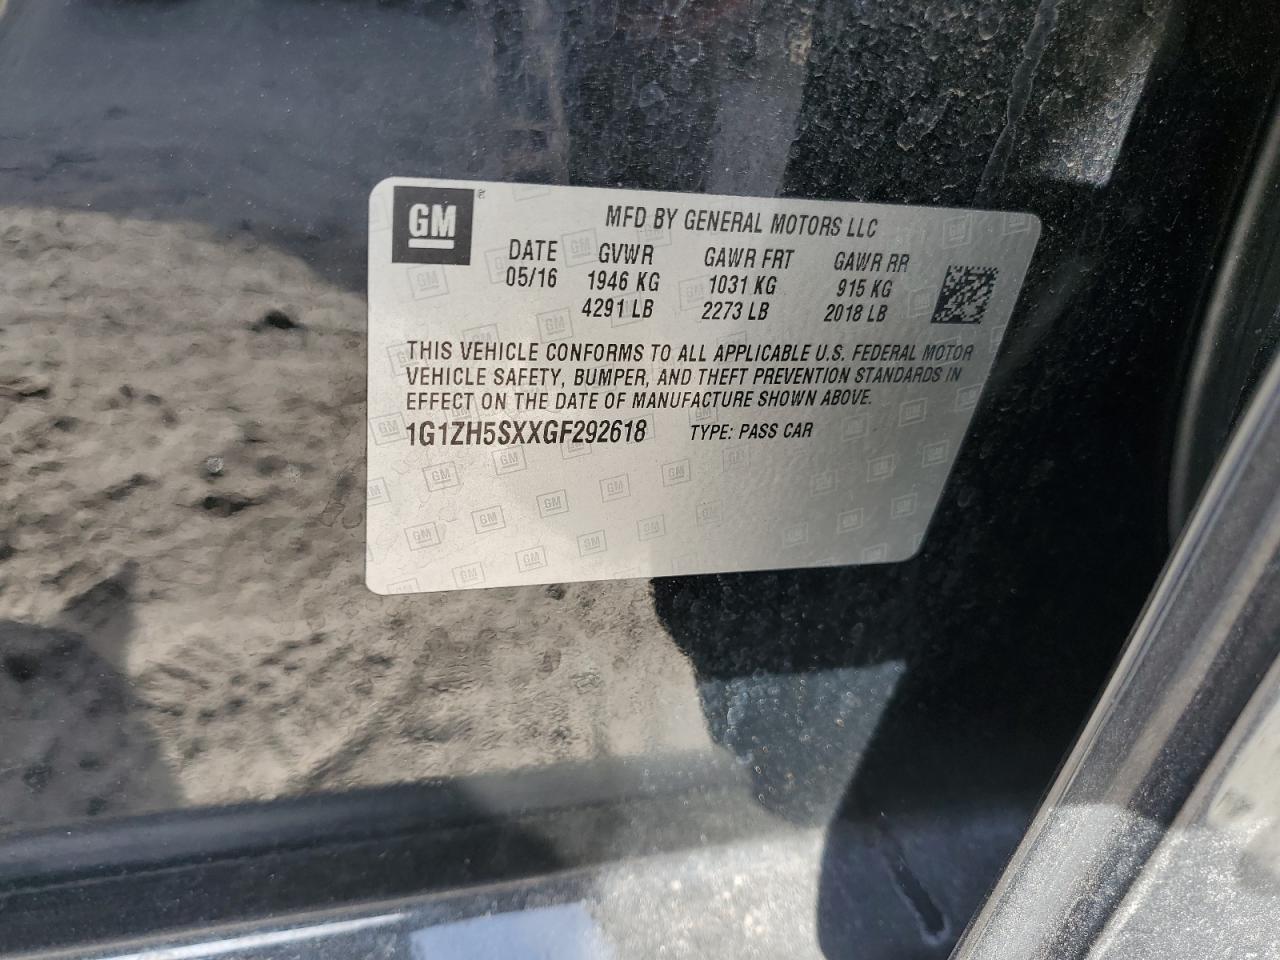 GM
MFD BY GENERAL MOTORS LLC
DATE GVWR GAWR FRT GAWR RR
05/16 1946 KG 1031 KG 915 KG
4291 LB 2273 LB 2018 LB
THIS VEHICLE CONFORMS TO ALL APPLICABLE U.S. FEDERAL MOTOR
VEHICLE SAFETY, BUMPER, AND THEFT PREVENTION STANDARDS IN
EFFECT ON THE DATE OF MANUFACTURE SHOWN ABOVE.
1G1ZH5SXXGF292618 TYPE: PASS CAR